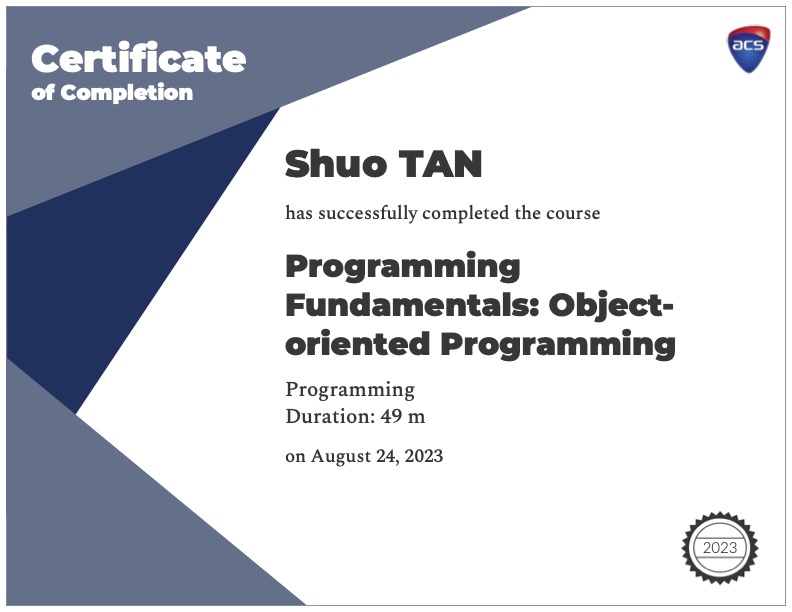 Certificate
of Completion
acs
Shuo TAN
has successfully completed the course
Programming
Fundamentals: Object-
oriented Programming
Programming
Duration: 49 m
on August 24, 2023
2023